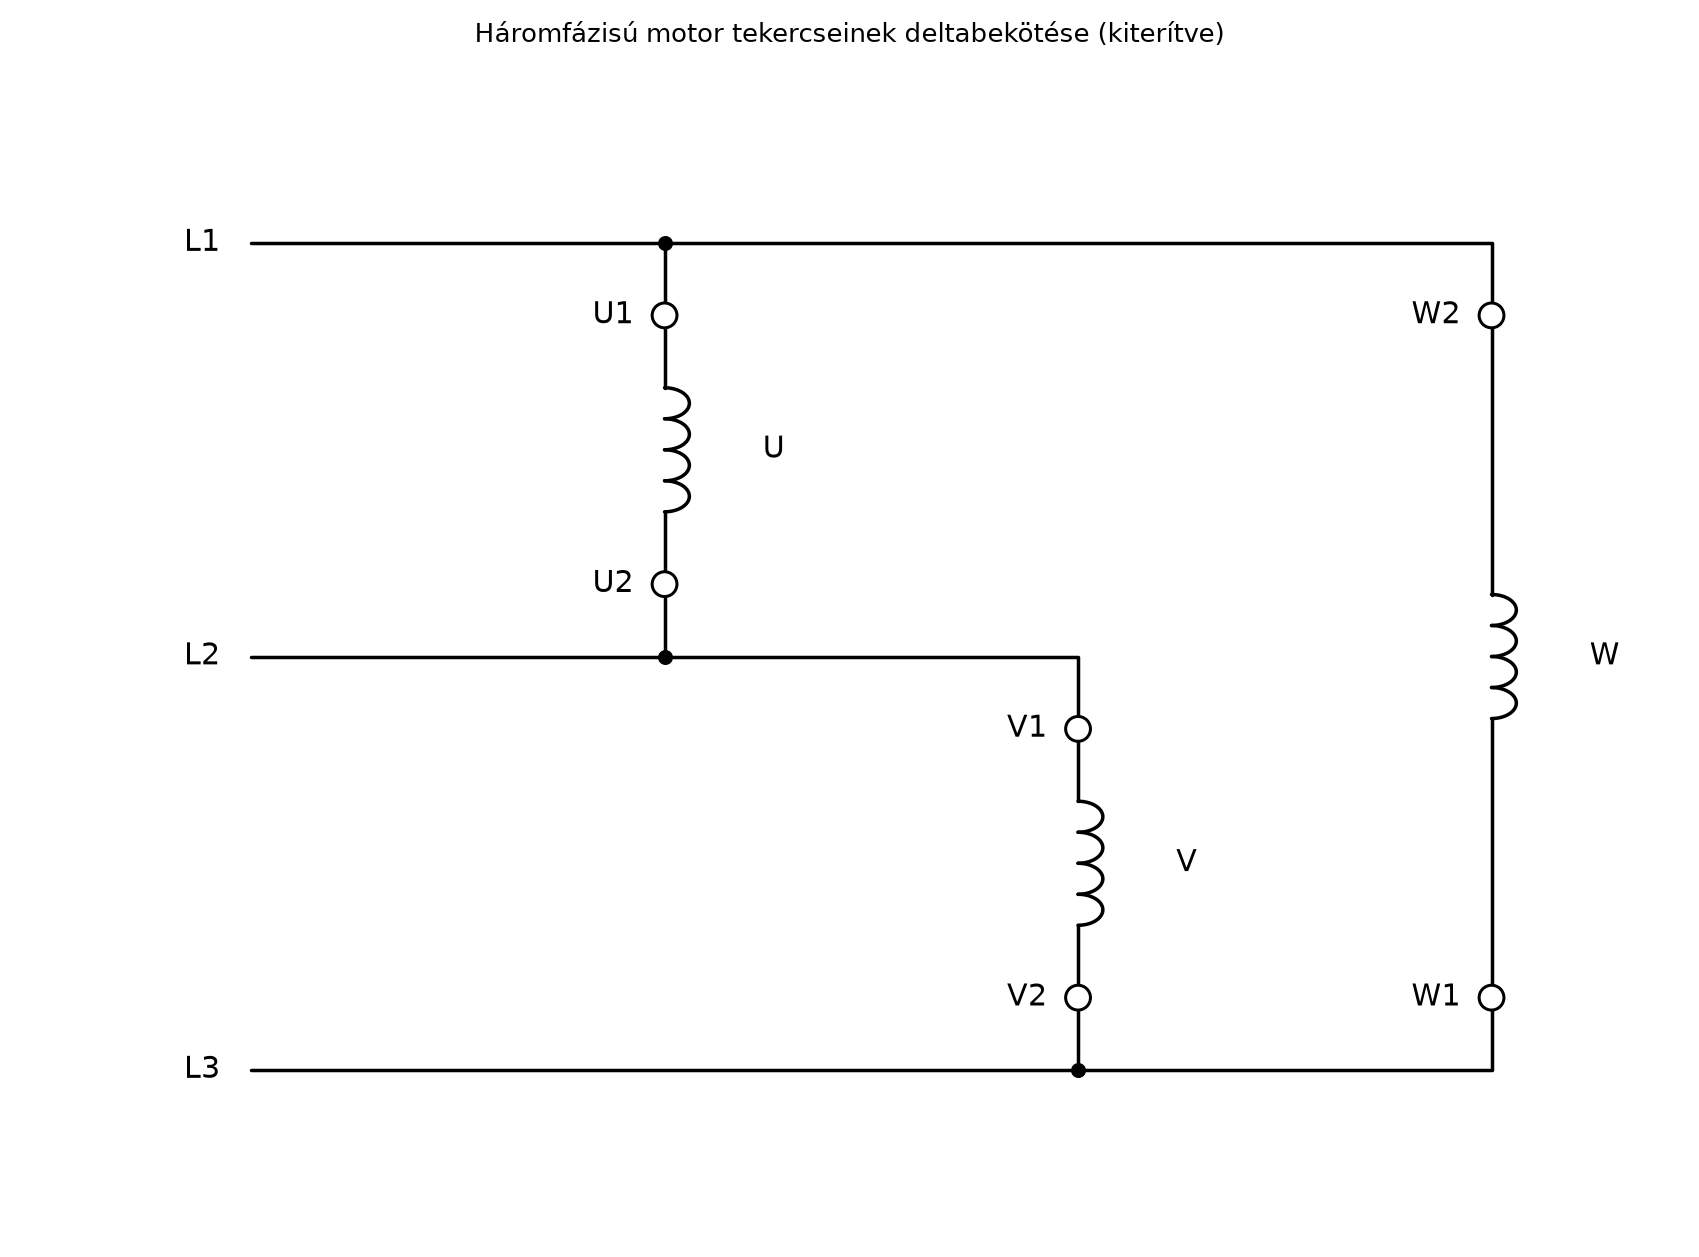 Háromfázisú motor tekercseinek deltabekötése (kiterítve)
L1
U1
W2
U
U2
L2
W
V1
V
V2
W1
L3